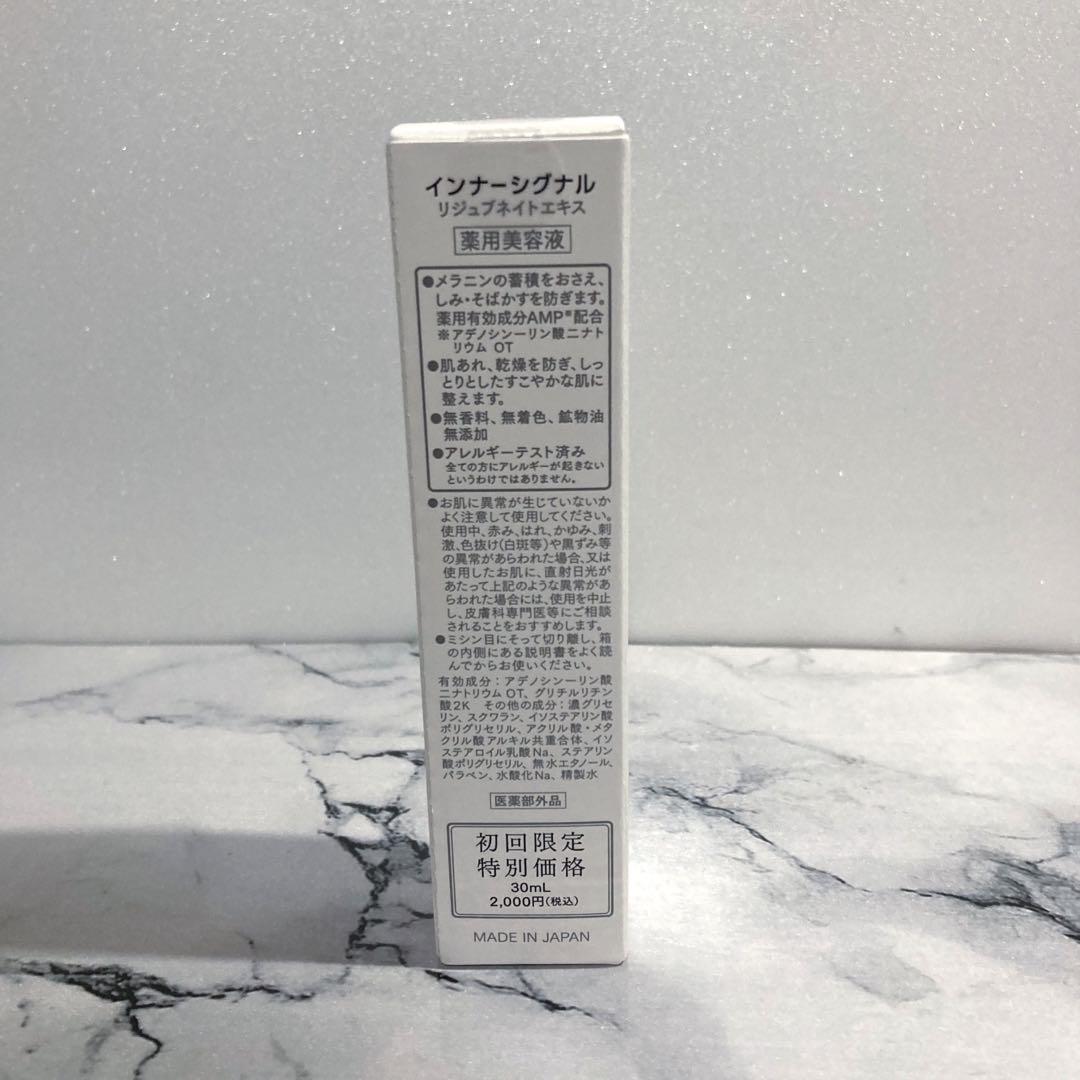 インナーシグナル
リジュブネイトエキス
薬用美容液
●メラニンの蓄積をおさえ、
しみ・そばかすを防ぎます。
薬用有効成分AMP※配合
※アデノシン一リン酸二ナト
リウム OT
●肌あれ、乾燥を防ぎ、しっ
とりとしたすこやかな肌に
整えます。
●無香料、無着色、鉱物油
無添加
●アレルギーテスト済み
全ての方にアレルギーが起きない
というわけではありません。
●お肌に異常が生じていないか
よく注意して使用してください。
使用中、赤み、はれ、かゆみ、刺
激、色抜け(白斑等)や黒ずみ等
の異常があらわれた場合、又は
使用したお肌に、直射日光が
あたって上記のような異常があ
らわれた場合には、使用を中止
し、皮膚科専門医等にご相談
されることをおすすめします。
●ミシン目にそって切り離し、箱
の内側にある説明書をよく読
んでからお使いください。
有効成分：アデノシン一リン酸
二ナトリウム OT、グリチルリチン
酸2K その他の成分：濃グリセ
リン、スクワラン、イソステアリン酸
ポリグリセリル、アクリル酸・メタ
クリル酸アルキル共重合体、イソ
ステアロイル乳酸Na、ステアリン
酸ポリグリセリル、無水エタノール、
パラベン、水酸化Na、精製水
医薬部外品
初回限定
特別価格
30mL
2,000円(税込)
MADE IN JAPAN